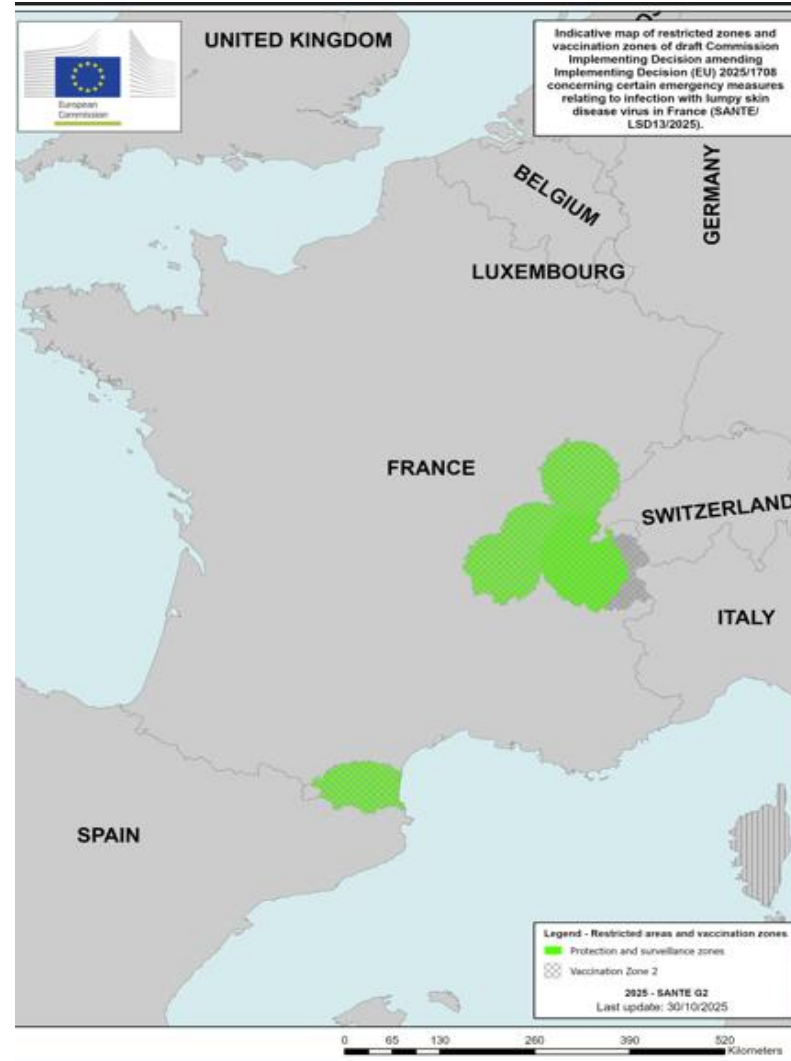 UNITED KINGDOM
European
Commission
Indicative map of restricted zones and
vaccination zones of draft Commission
Implementing Decision amending
Implementing Decision (EU) 2025/1708
concerning certain emergency measures
relating to infection with lumpy skin
disease virus in France (SANTE/
LSD13/2025).
BELGIUM
GERMANY
LUXEMBOURG
FRANCE
SWITZERLAND
ITALY
SPAIN
Legend - Restricted areas and vaccination zones
Protection and surveillance zones
Vaccination Zone 2
2025 - SANTE G2
Last update: 30/10/2025
0 65 130 260 390 520
Kilometers